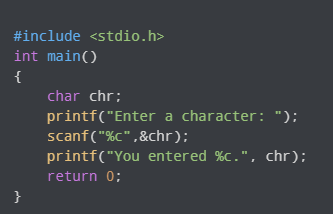 #include <stdio.h>
int main()
{
    char chr;
    printf("Enter a character: ");
    scanf("%c",&chr);
    printf("You entered %c.", chr);
    return 0;
}